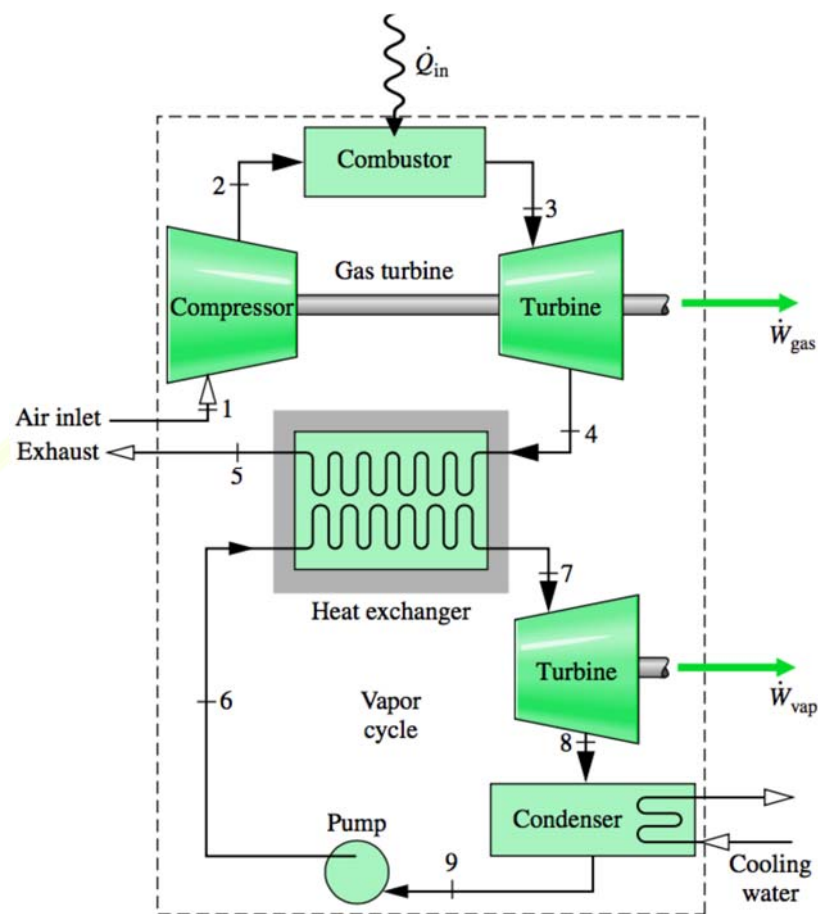 Q̇in
Combustor
2
3
Gas turbine
Compressor
Turbine
Ẇgas
1
Air inlet
4
Exhaust
5
7
Heat exchanger
Turbine
6
Vapor
cycle
Ẇvap
8
Condenser
Pump
9
Cooling
water